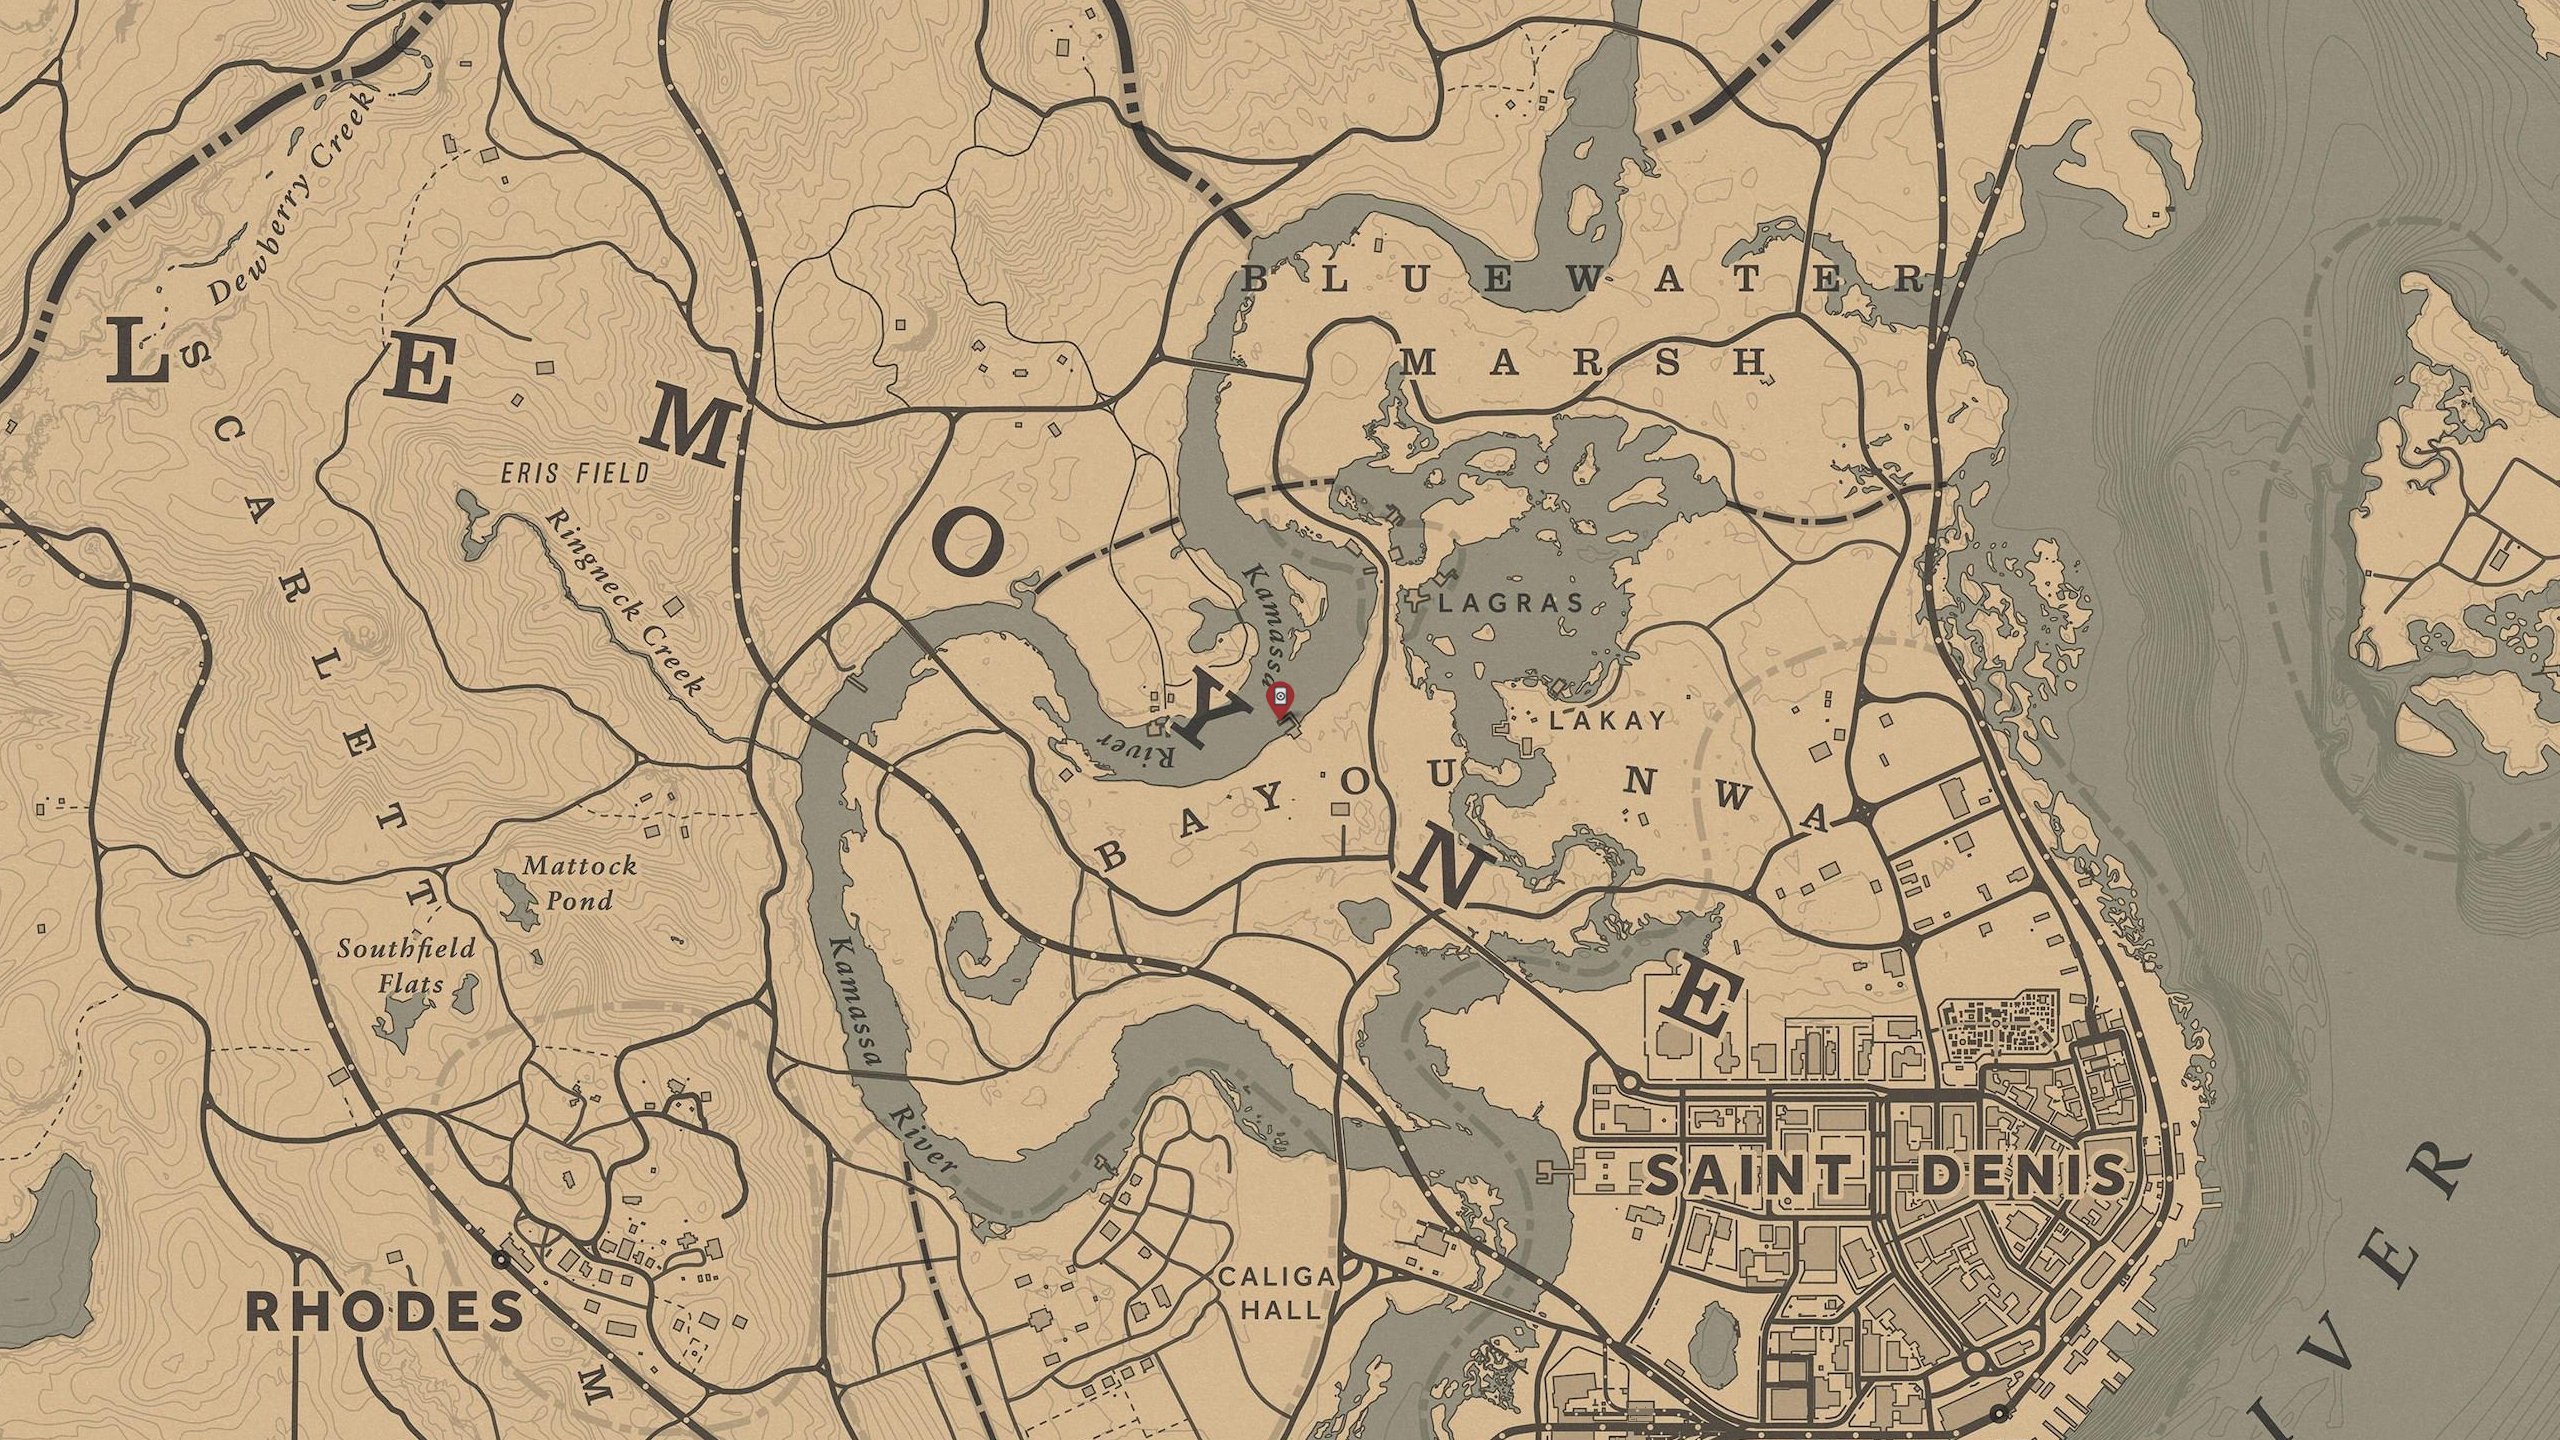 Dewberry Creek
BLUEWATER
MARSH
LEMOYNE
SCARLETT M
ERIS FIELD
Ringneck Creek
Kamassa
River
LAGRAS
LAKAY
BAYOU NWA
Mattock
Pond
Southfield
Flats
Kamassa
River
SAINT DENIS
CALIGA
HALL
RHODES
IVER